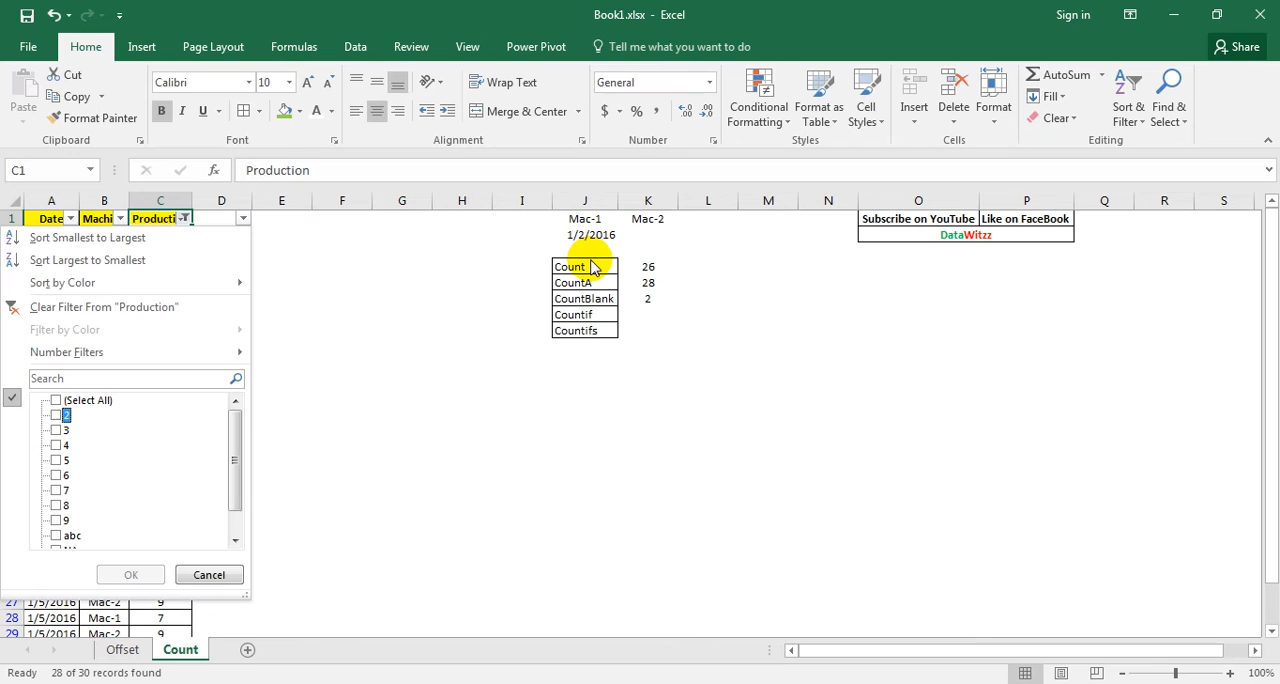 Book1.xlsx - Excel
Sign in
File Home Insert Page Layout Formulas Data Review View Power Pivot Tell me what you want to do Share
Paste
Cut
Copy
Format Painter
Clipboard
Calibri 10
B I U
Font
Wrap Text
Merge & Center
Alignment
General
$ % ,
Number
Conditional Formatting
Format as Table
Cell Styles
Styles
Insert Delete Format
Cells
AutoSum
Fill
Clear
Sort & Filter
Find & Select
Editing
C1 fx Production
A B C D E F G H I J K L M N O P Q R S
1 Date Machi Producti Mac-1 Mac-2 Subscribe on YouTube Like on FaceBook
1/2/2016 DataWitzz
Count 26
CountA 28
CountBlank 2
Countif
Countifs
Sort Smallest to Largest
Sort Largest to Smallest
Sort by Color
Clear Filter From "Production"
Filter by Color
Number Filters
Search
(Select All)
2
3
4
5
6
7
8
9
abc
OK Cancel
27 1/5/2016 Mac-2 9
28 1/5/2016 Mac-1 7
29 1/5/2016 Mac-2 9
Offset Count
Ready 28 of 30 records found 100%